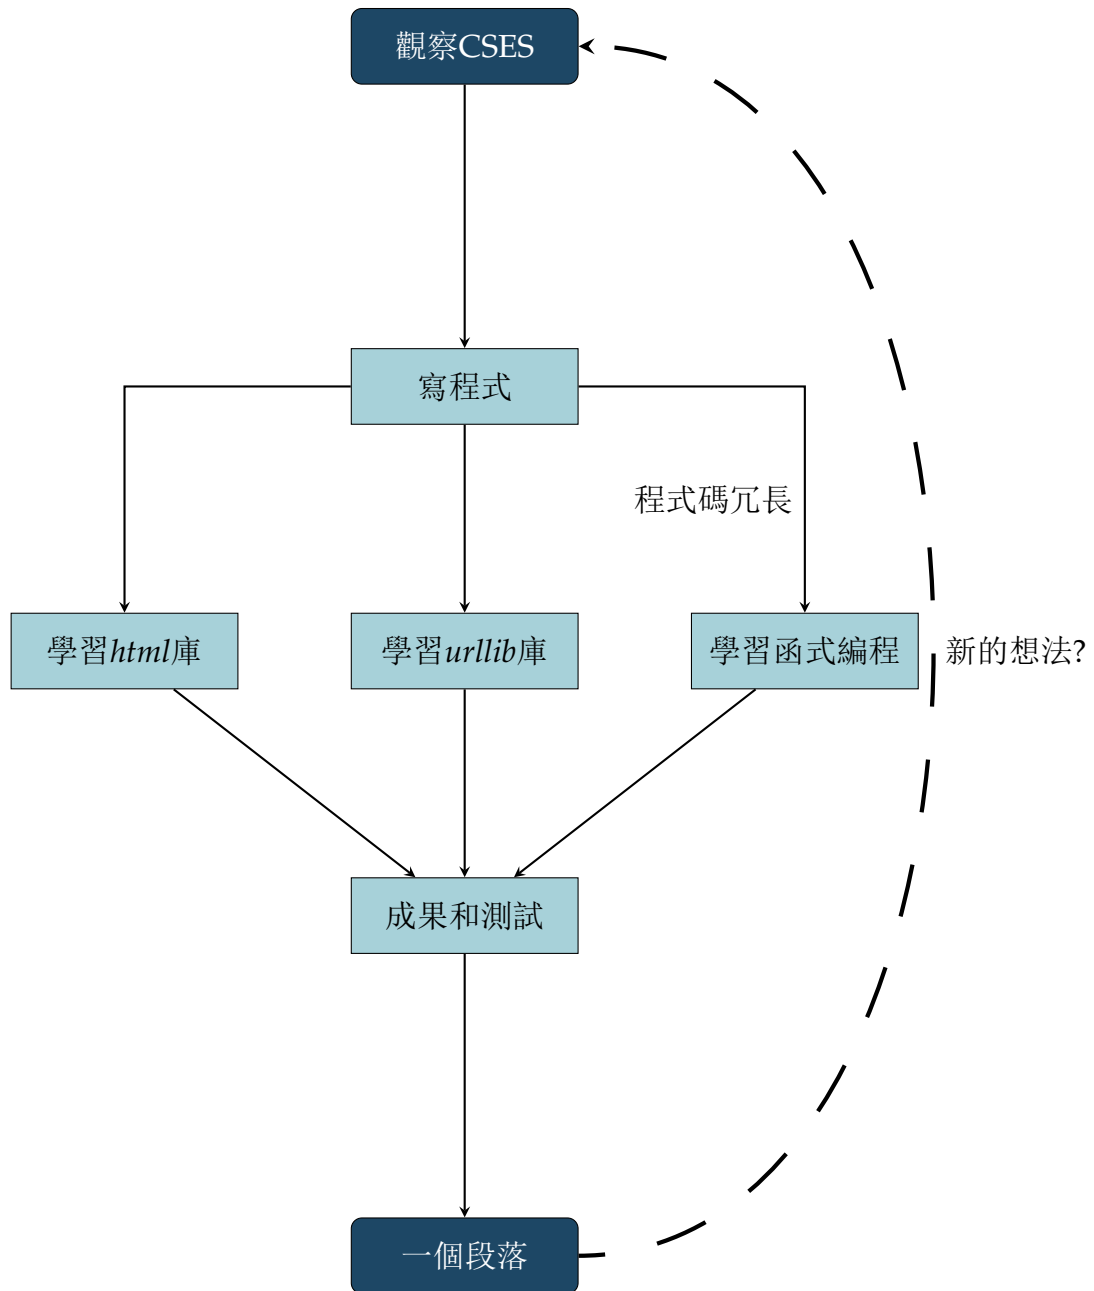 觀察CSES
寫程式
程式碼冗長
學習html庫
學習urllib庫
學習函式編程
新的想法?
成果和測試
一個段落